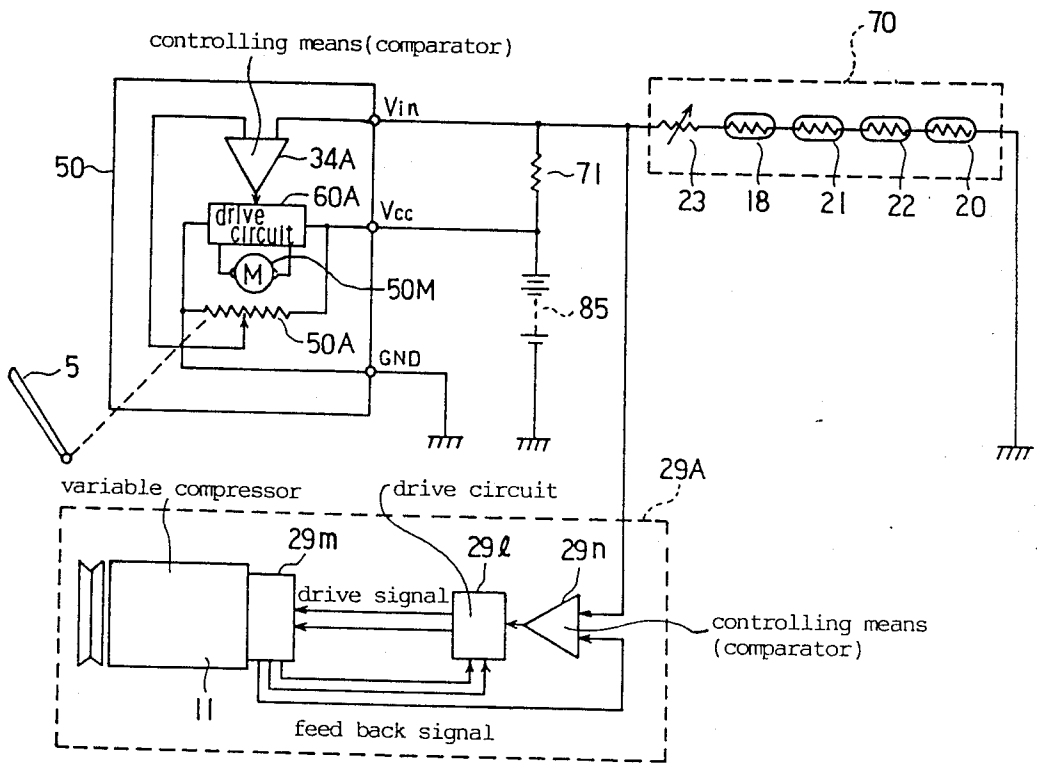 controlling means(comparator)
70
Vin
50
34A
71
60A
Vcc
23
18
21
22
20
drive
circuit
M
50M
85
50A
GND
5
29A
variable compressor
drive circuit
29m
29l
29n
drive signal
controlling means
(comparator)
11
feed back signal